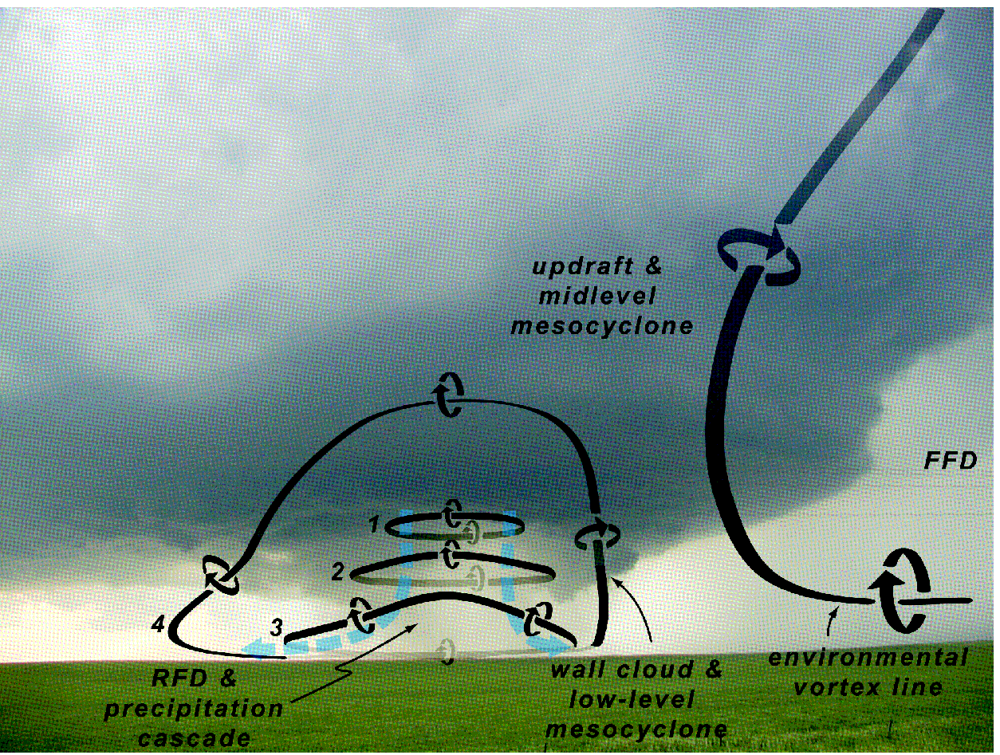 updraft &
midlevel
mesocyclone
FFD
1
2
3
4
RFD &
precipitation
cascade
wall cloud &
low-level
mesocyclone
environmental
vortex line